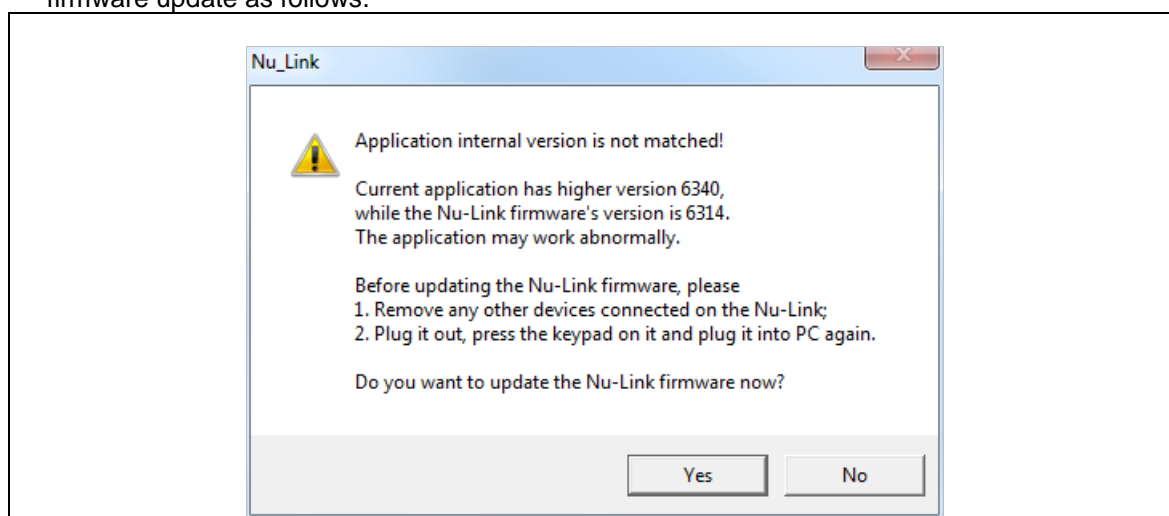 firmware update as follows:
Nu_Link
Application internal version is not matched!
Current application has higher version 6340,
while the Nu-Link firmware's version is 6314.
The application may work abnormally.
Before updating the Nu-Link firmware, please
1. Remove any other devices connected on the Nu-Link;
2. Plug it out, press the keypad on it and plug it into PC again.
Do you want to update the Nu-Link firmware now?
Yes No